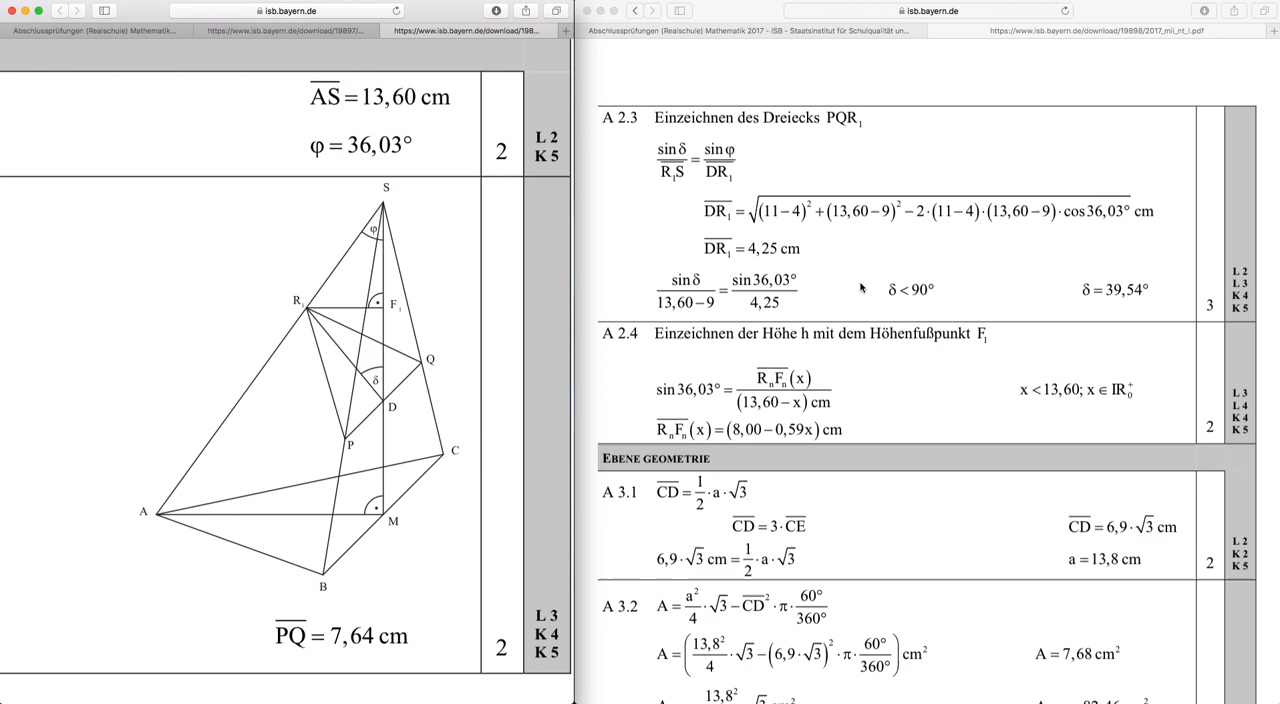 isb.bayern.de
Abschlussprüfungen (Realschule) Mathematik...
https://www.isb.bayern.de/download/19897/...
https://www.isb.bayern.de/download/198...
+
AS = 13,60 cm
φ = 36,03°
2
L 2
K 5
S
φ
R₁
F₁
Q
δ
D
P
C
A
M
B
PQ = 7,64 cm
2
L 3
K 4
K 5
isb.bayern.de
Abschlussprüfungen (Realschule) Mathematik 2017 - ISB - Staatsinstitut für Schulqualität un...
https://www.isb.bayern.de/download/19898/2017_mii_nt_l.pdf
+
A 2.3 Einzeichnen des Dreiecks PQR₁
sin δ / R₁S = sin φ / DR₁
DR₁ = √((11 − 4)² + (13,60 − 9)² − 2 · (11 − 4) · (13,60 − 9) · cos 36,03°) cm
DR₁ = 4,25 cm
sin δ / (13,60 − 9) = sin 36,03° / 4,25 δ < 90° δ = 39,54°
3
L 2
L 3
K 4
K 5
A 2.4 Einzeichnen der Höhe h mit dem Höhenfußpunkt F₁
sin 36,03° = RₙFₙ(x) / (13,60 − x) cm x < 13,60; x ∈ IR₀⁺
RₙFₙ(x) = (8,00 − 0,59x) cm
2
L 3
L 4
K 4
K 5
EBENE GEOMETRIE
A 3.1 CD = 1/2 · a · √3
CD = 3 · CE CD = 6,9 · √3 cm
6,9 · √3 cm = 1/2 · a · √3 a = 13,8 cm
2
L 2
K 2
K 5
A 3.2 A = a²/4 · √3 − CD² · π · 60°/360°
A = (13,8²/4 · √3 − (6,9 · √3)² · π · 60°/360°) cm² A = 7,68 cm²
13,8²